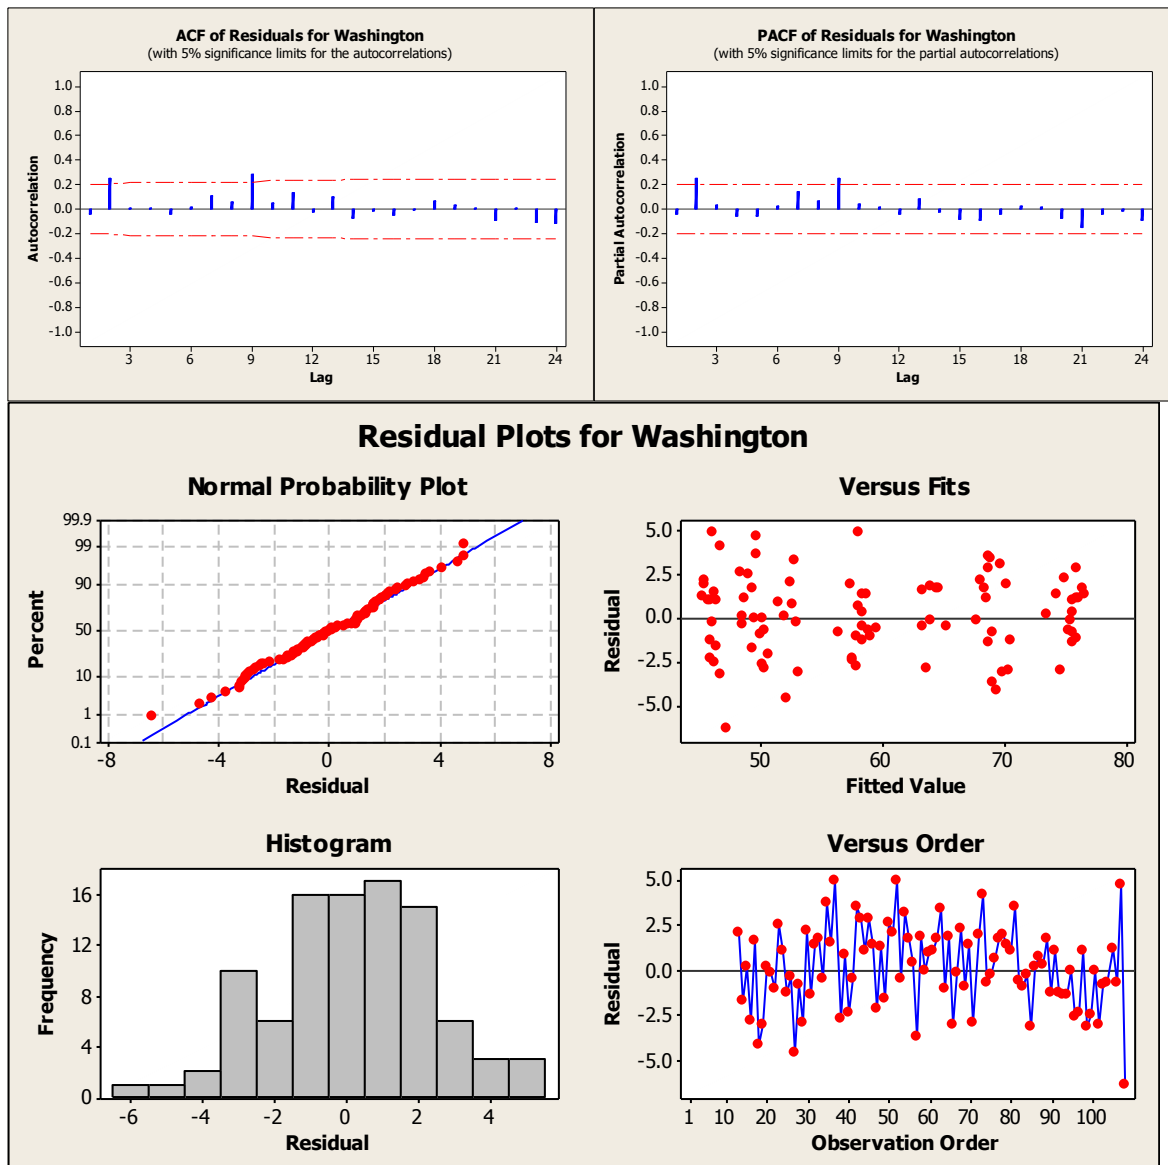 ACF of Residuals for Washington
(with 5% significance limits for the autocorrelations)
1.0
0.8
0.6
0.4
0.2
0.0
-0.2
-0.4
-0.6
-0.8
-1.0
Autocorrelation
3 6 9 12 15 18 21 24
Lag
PACF of Residuals for Washington
(with 5% significance limits for the partial autocorrelations)
1.0
0.8
0.6
0.4
0.2
0.0
-0.2
-0.4
-0.6
-0.8
-1.0
Partial Autocorrelation
3 6 9 12 15 18 21 24
Lag
Residual Plots for Washington
Normal Probability Plot
99.9
99
90
50
10
1
0.1
Percent
-8 -4 0 4 8
Residual
Versus Fits
5.0
2.5
0.0
-2.5
-5.0
Residual
50 60 70 80
Fitted Value
Histogram
16
12
8
4
0
Frequency
-6 -4 -2 0 2 4
Residual
Versus Order
5.0
2.5
0.0
-2.5
-5.0
Residual
1 10 20 30 40 50 60 70 80 90 100
Observation Order